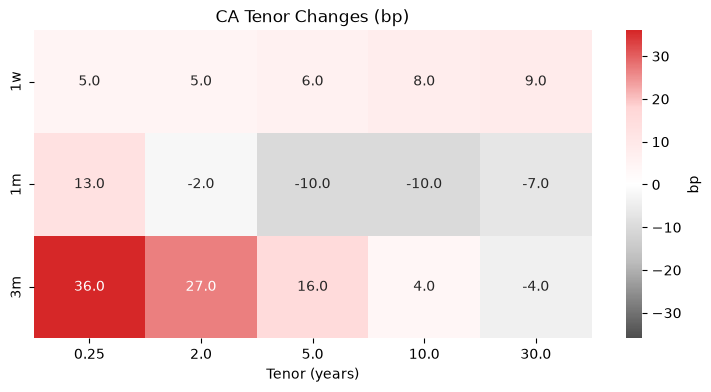 CA Tenor Changes (bp)
1w
5.0 5.0 6.0 8.0 9.0
1m
13.0 -2.0 -10.0 -10.0 -7.0
3m
36.0 27.0 16.0 4.0 -4.0
0.25 2.0 5.0 10.0 30.0
Tenor (years)
30
20
10
0
−10
−20
−30
bp